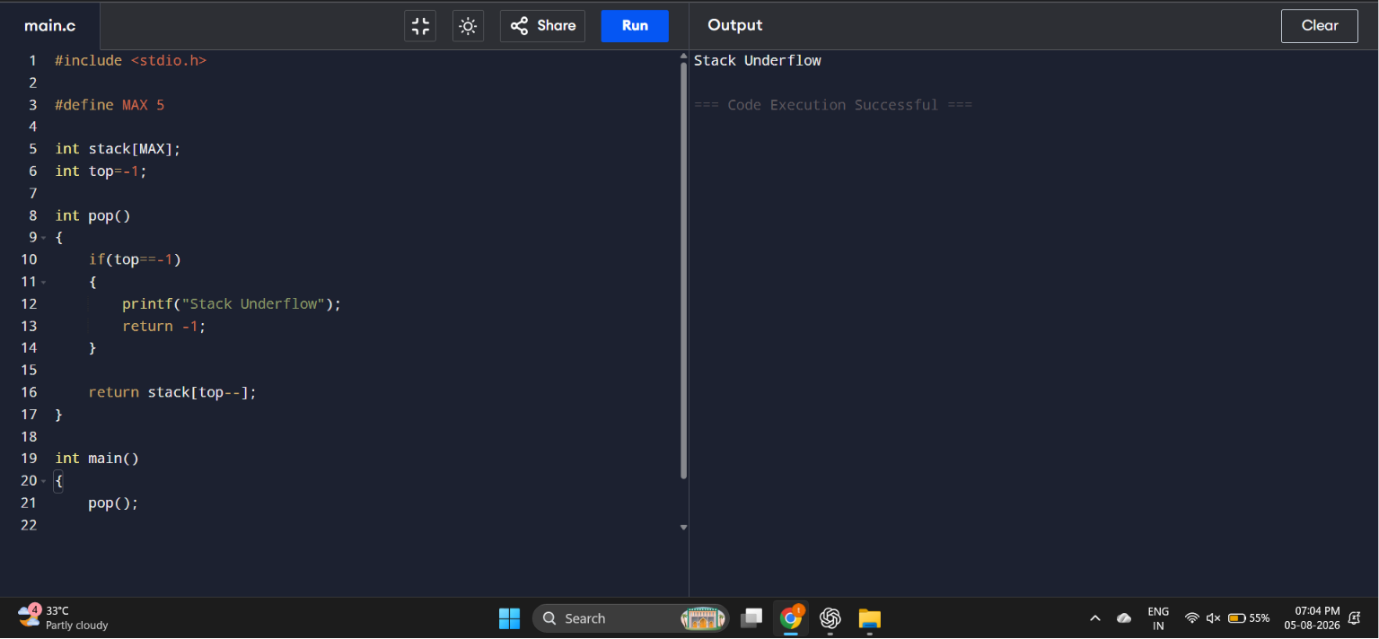 main.c
Share
Run
Output
Clear
1 #include <stdio.h>
2
3 #define MAX 5
4
5 int stack[MAX];
6 int top=-1;
7
8 int pop()
9 {
10     if(top==-1)
11     {
12         printf("Stack Underflow");
13         return -1;
14     }
15
16     return stack[top--];
17 }
18
19 int main()
20 {
21     pop();
22
Stack Underflow
=== Code Execution Successful ===
4
33°C
Partly cloudy
Search
1
ENG
IN
55%
07:04 PM
05-08-2026